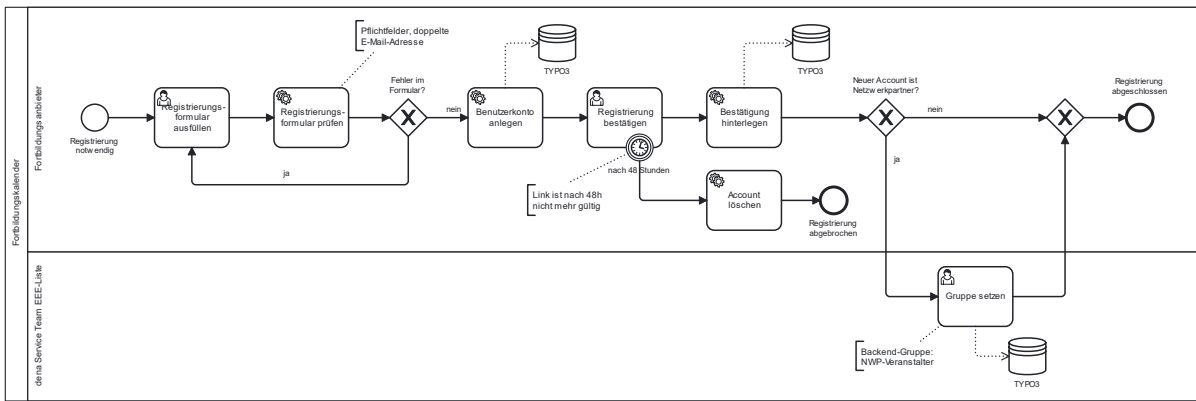 Fortbildungskalender
Fortbildungsanbieter
dena Service Team EEE-Liste
Registrierung
notwendig
Registrierungs-
formular
ausfüllen
Pflichtfelder, doppelte
E-Mail-Adresse
Registrierungs-
formular prüfen
Fehler im
Formular?
nein
ja
Benutzerkonto
anlegen
TYPO3
Registrierung
bestätigen
nach 48 Stunden
Link ist nach 48h
nicht mehr gültig
Bestätigung
hinterlegen
TYPO3
Account
löschen
Registrierung
abgebrochen
Neuer Account ist
Netzwerkpartner?
nein
ja
Registrierung
abgeschlossen
Gruppe setzen
Backend-Gruppe:
NWP-Veranstalter
TYPO3